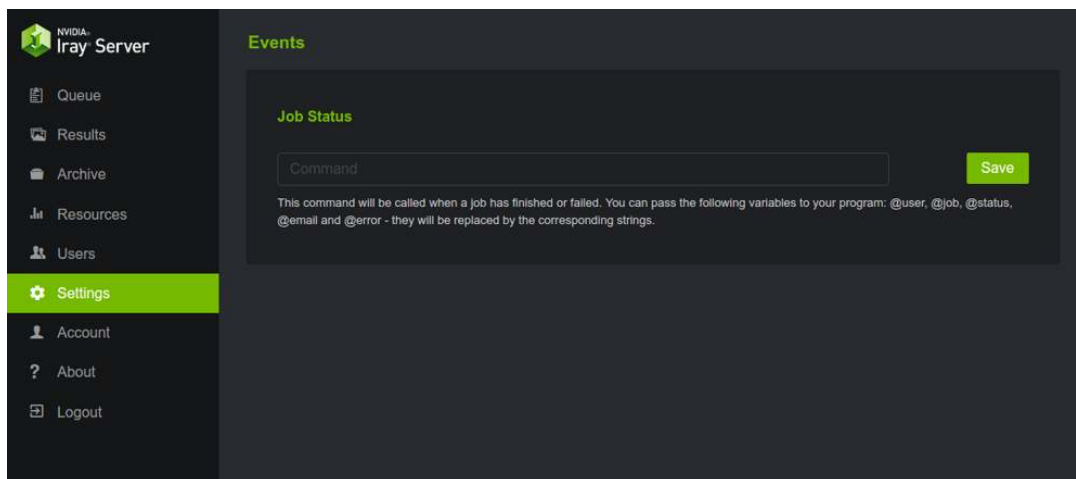 NVIDIA.
Iray® Server
Queue
Results
Archive
Resources
Users
Settings
Account
? About
Logout
Events
Job Status
Command
Save
This command will be called when a job has finished or failed. You can pass the following variables to your program: @user, @job, @status,
@email and @error - they will be replaced by the corresponding strings.